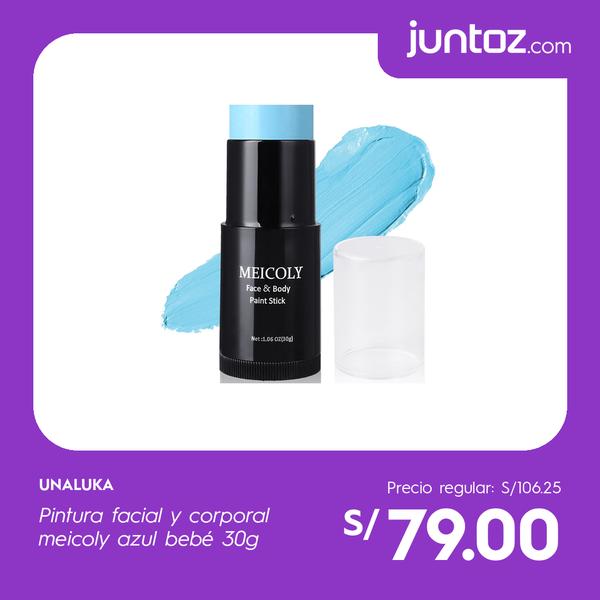 juntoz.com
MEICOLY
Face & Body
Paint Stick
Net :1.06 OZ(30g)
UNALUKA
Pintura facial y corporal
meicoly azul bebé 30g
Precio regular: S/106.25
S/79.00